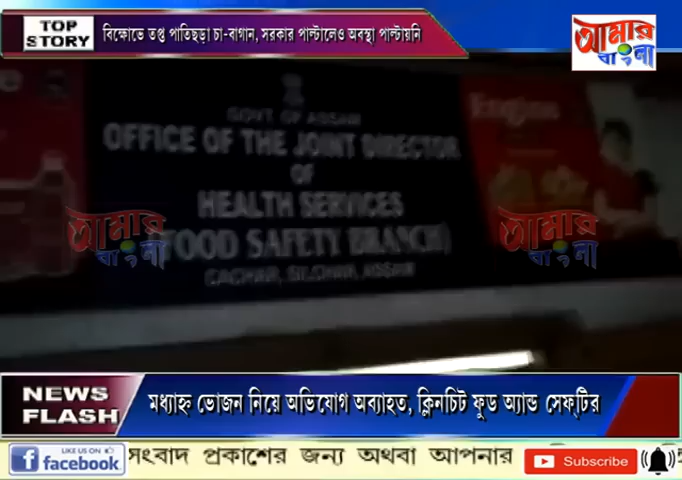 TOP
STORY
বিক্ষোভে তপ্ত পাতিছড়া চা-বাগান, সরকার পাল্টালেও অবস্থা পাল্টায়নি
আমার
বাংলা
GOVT. OF ASSAM
OFFICE OF THE JOINT DIRECTOR
OF
HEALTH SERVICES
(FOOD SAFETY BRANCH)
CACHAR, SILCHAR, ASSAM
আমার
বাংলা
আমার
বাংলা
NEWS
FLASH
মধ্যাহ্ন ভোজন নিয়ে অভিযোগ অব্যাহত, ক্লিনচিট ফুড অ্যান্ড সেফ্টির
LIKE US ON
facebook
সংবাদ প্রকাশের জন্য অথবা আপনার
Subscribe